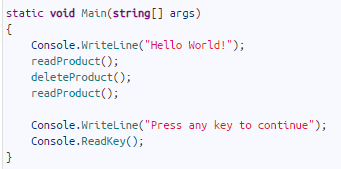 static void Main(string[] args)
{
    Console.WriteLine("Hello World!");
    readProduct();
    deleteProduct();
    readProduct();

    Console.WriteLine("Press any key to continue");
    Console.ReadKey();
}